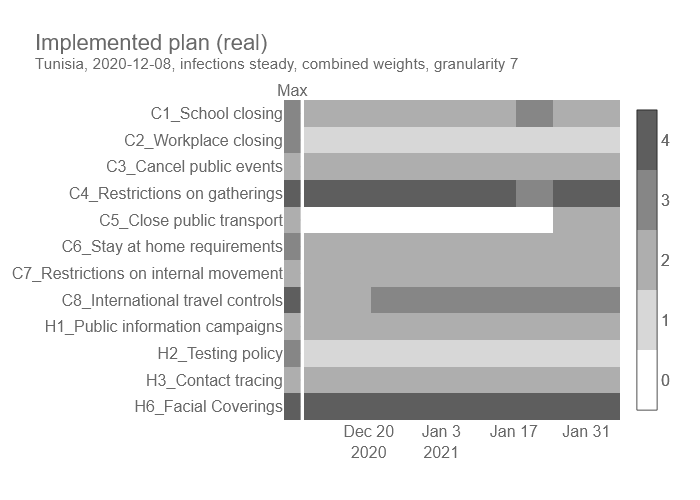 Implemented plan (real)
Tunisia, 2020-12-08, infections steady, combined weights, granularity 7
Max
C1_School closing
C2_Workplace closing
C3_Cancel public events
C4_Restrictions on gatherings
C5_Close public transport
C6_Stay at home requirements
C7_Restrictions on internal movement
C8_International travel controls
H1_Public information campaigns
H2_Testing policy
H3_Contact tracing
H6_Facial Coverings
4
3
2
1
0
Dec 20 Jan 3 Jan 17 Jan 31
2020 2021